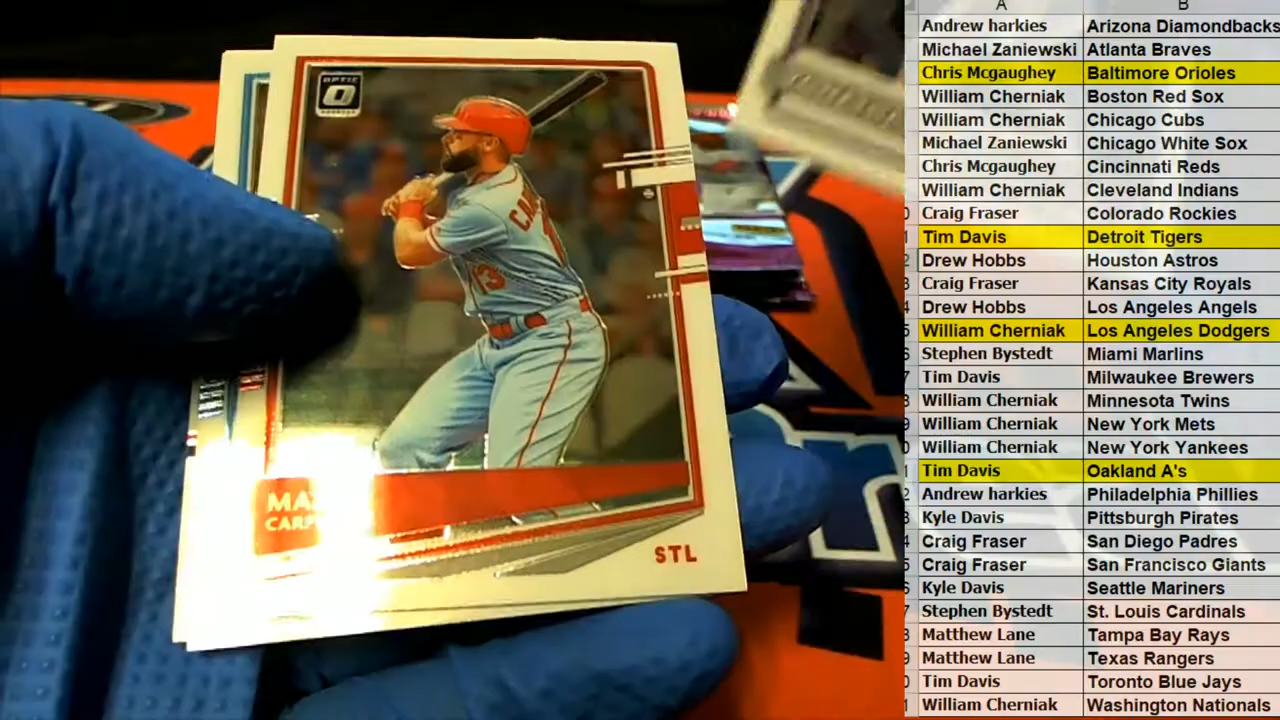 A B
Andrew harkies Arizona Diamondbacks
Michael Zaniewski Atlanta Braves
Chris Mcgaughey Baltimore Orioles
William Cherniak Boston Red Sox
William Cherniak Chicago Cubs
Michael Zaniewski Chicago White Sox
Chris Mcgaughey Cincinnati Reds
William Cherniak Cleveland Indians
Craig Fraser Colorado Rockies
Tim Davis Detroit Tigers
Drew Hobbs Houston Astros
Craig Fraser Kansas City Royals
Drew Hobbs Los Angeles Angels
William Cherniak Los Angeles Dodgers
Stephen Bystedt Miami Marlins
Tim Davis Milwaukee Brewers
William Cherniak Minnesota Twins
William Cherniak New York Mets
William Cherniak New York Yankees
Tim Davis Oakland A's
Andrew harkies Philadelphia Phillies
Kyle Davis Pittsburgh Pirates
Craig Fraser San Diego Padres
Craig Fraser San Francisco Giants
Kyle Davis Seattle Mariners
Stephen Bystedt St. Louis Cardinals
Matthew Lane Tampa Bay Rays
Matthew Lane Texas Rangers
Tim Davis Toronto Blue Jays
William Cherniak Washington Nationals
OPTIC
13
STL